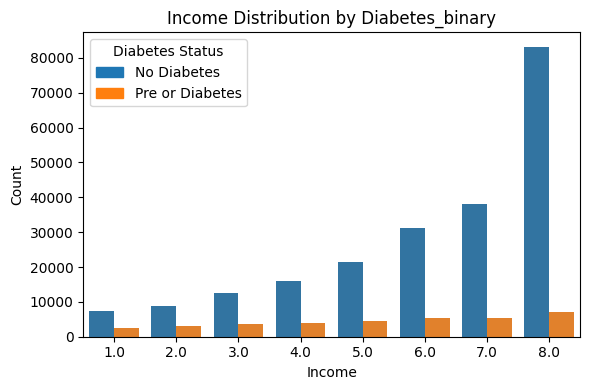 Income Distribution by Diabetes_binary
Diabetes Status
No Diabetes
Pre or Diabetes
Count
80000
70000
60000
50000
40000
30000
20000
10000
0
1.0 2.0 3.0 4.0 5.0 6.0 7.0 8.0
Income